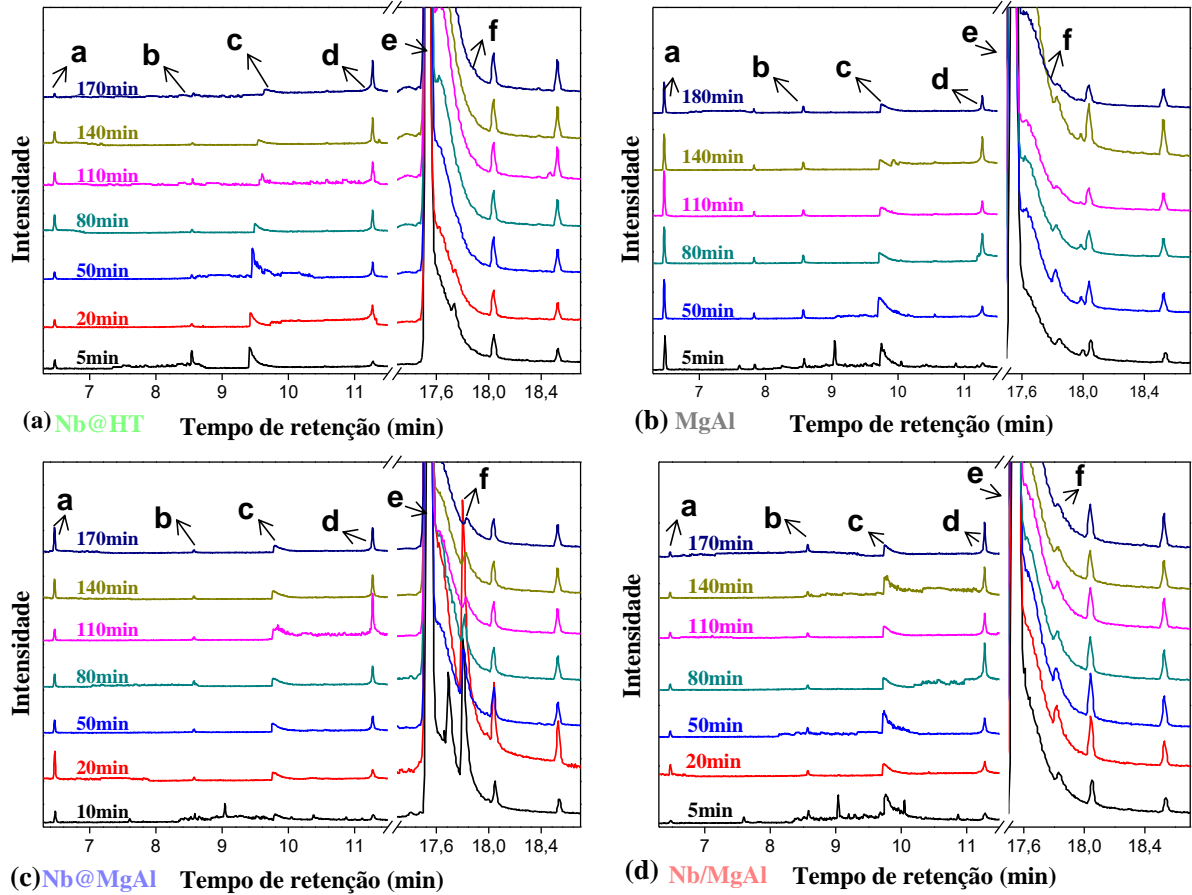 a
b
c
d
e
f
170min
140min
110min
80min
50min
20min
5min
Intensidade
7
8
9
10
11
17,6
18,0
18,4
(a) Nb@HT Tempo de retenção (min)
a
b
c
d
e
f
180min
140min
110min
80min
50min
5min
Intensidade
7
8
9
10
11
17,6
18,0
18,4
(b) MgAl Tempo de retenção (min)
a
b
c
d
e
f
170min
140min
110min
80min
50min
20min
10min
Intensidade
7
8
9
10
11
17,6
18,0
18,4
(c) Nb@MgAl Tempo de retenção (min)
a
b
c
d
e
f
170min
140min
110min
80min
50min
20min
5min
Intensidade
7
8
9
10
11
17,6
18,0
18,4
(d) Nb/MgAl Tempo de retenção (min)